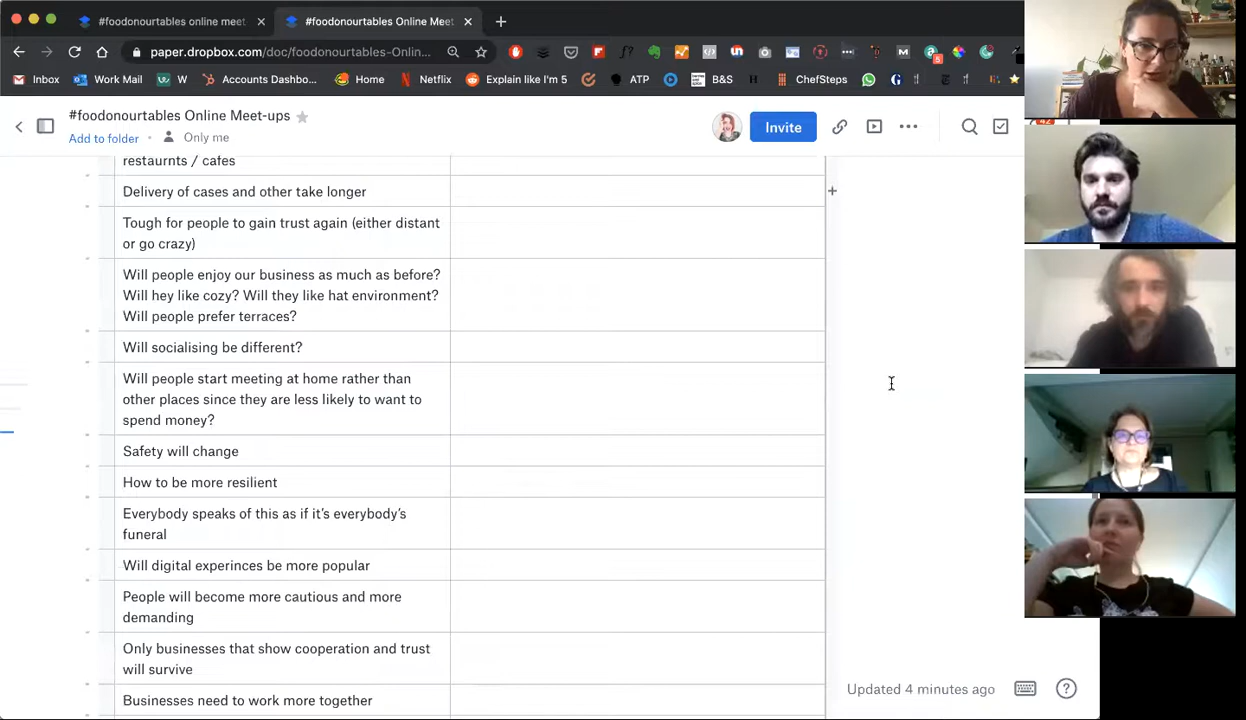 #foodonourtables online meet
#foodonourtables Online Meet
paper.dropbox.com/doc/foodonourtables-Onlin...
Inbox
Work Mail
W
Accounts Dashbo...
Home
Netflix
Explain like I'm 5
ATP
B&S
H
ChefSteps
#foodonourtables Online Meet-ups
Add to folder
Only me
Invite
restaurnts / cafes
Delivery of cases and other take longer
Tough for people to gain trust again (either distant
or go crazy)
Will people enjoy our business as much as before?
Will hey like cozy? Will they like hat environment?
Will people prefer terraces?
Will socialising be different?
Will people start meeting at home rather than
other places since they are less likely to want to
spend money?
Safety will change
How to be more resilient
Everybody speaks of this as if it's everybody's
funeral
Will digital experinces be more popular
People will become more cautious and more
demanding
Only businesses that show cooperation and trust
will survive
Businesses need to work more together
Updated 4 minutes ago